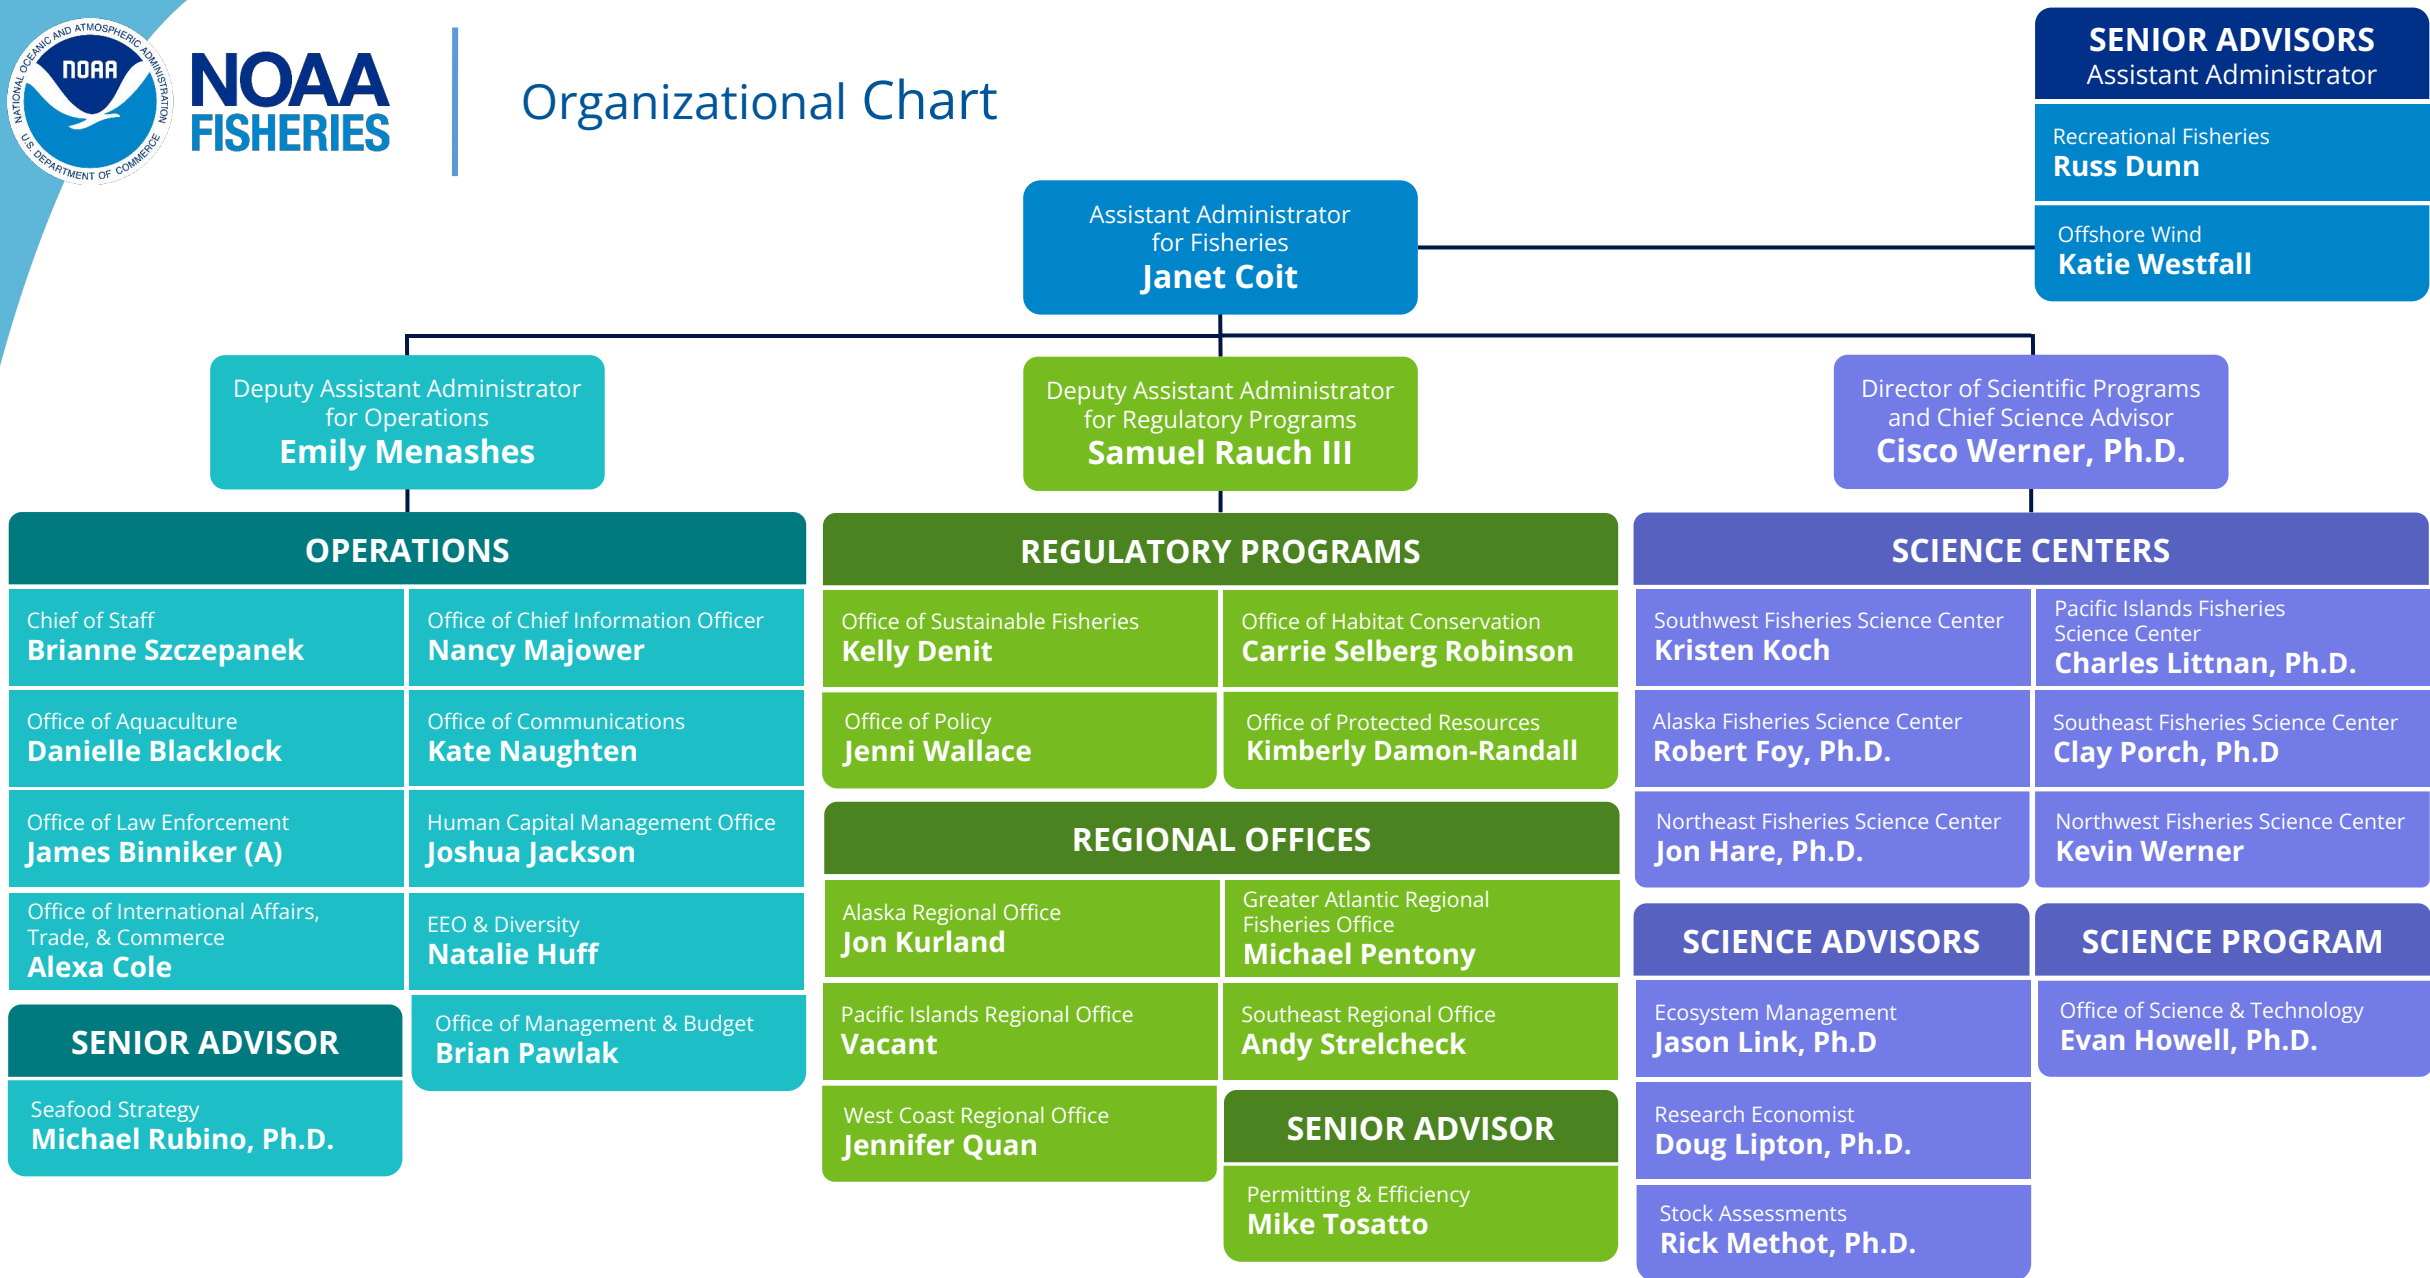 NATIONAL OCEANIC AND ATMOSPHERIC ADMINISTRATION
U.S. DEPARTMENT OF COMMERCE
NOAA
NOAA
FISHERIES
Organizational Chart
SENIOR ADVISORS
Assistant Administrator
Recreational Fisheries
Russ Dunn
Offshore Wind
Katie Westfall
Assistant Administrator
for Fisheries
Janet Coit
Deputy Assistant Administrator
for Operations
Emily Menashes
Deputy Assistant Administrator
for Regulatory Programs
Samuel Rauch III
Director of Scientific Programs
and Chief Science Advisor
Cisco Werner, Ph.D.
OPERATIONS
Chief of Staff
Brianne Szczepanek
Office of Chief Information Officer
Nancy Majower
Office of Aquaculture
Danielle Blacklock
Office of Communications
Kate Naughten
Office of Law Enforcement
James Binniker (A)
Human Capital Management Office
Joshua Jackson
Office of International Affairs,
Trade, & Commerce
Alexa Cole
EEO & Diversity
Natalie Huff
Office of Management & Budget
Brian Pawlak
SENIOR ADVISOR
Seafood Strategy
Michael Rubino, Ph.D.
REGULATORY PROGRAMS
Office of Sustainable Fisheries
Kelly Denit
Office of Habitat Conservation
Carrie Selberg Robinson
Office of Policy
Jenni Wallace
Office of Protected Resources
Kimberly Damon-Randall
REGIONAL OFFICES
Alaska Regional Office
Jon Kurland
Greater Atlantic Regional
Fisheries Office
Michael Pentony
Pacific Islands Regional Office
Vacant
Southeast Regional Office
Andy Strelcheck
West Coast Regional Office
Jennifer Quan
SENIOR ADVISOR
Permitting & Efficiency
Mike Tosatto
SCIENCE CENTERS
Southwest Fisheries Science Center
Kristen Koch
Pacific Islands Fisheries
Science Center
Charles Littnan, Ph.D.
Alaska Fisheries Science Center
Robert Foy, Ph.D.
Southeast Fisheries Science Center
Clay Porch, Ph.D
Northeast Fisheries Science Center
Jon Hare, Ph.D.
Northwest Fisheries Science Center
Kevin Werner
SCIENCE ADVISORS
Ecosystem Management
Jason Link, Ph.D
Research Economist
Doug Lipton, Ph.D.
Stock Assessments
Rick Methot, Ph.D.
SCIENCE PROGRAM
Office of Science & Technology
Evan Howell, Ph.D.